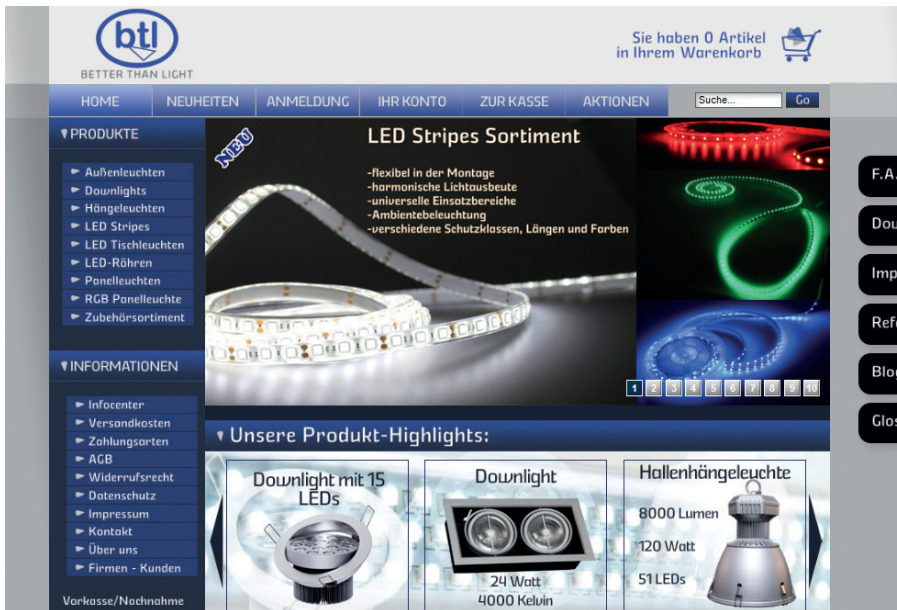 btl
BETTER THAN LIGHT
Sie haben 0 Artikel
in Ihrem Warenkorb
HOME NEUHEITEN ANMELDUNG IHR KONTO ZUR KASSE AKTIONEN Suche... Go
PRODUKTE
Außenleuchten
Downlights
Hängeleuchten
LED Stripes
LED Tischleuchten
LED-Röhren
Panelleuchten
RGB Panelleuchte
Zubehörsortiment
INFORMATIONEN
Infocenter
Versandkosten
Zahlungsarten
AGB
Widerrufsrecht
Datenschutz
Impressum
Kontakt
Über uns
Firmen - Kunden
Vorkasse/Nachnahme
NEU
LED Stripes Sortiment
-flexibel in der Montage
-harmonische Lichtausbeute
-universelle Einsatzbereiche
-Ambientebeleuchtung
-verschiedene Schutzklassen, Längen und Farben
1 2 3 4 5 6 7 8 9 10
Unsere Produkt-Highlights:
Downlight mit 15
LEDs
Downlight
24 Watt
4000 Kelvin
Hallenhängeleuchte
8000 Lumen
120 Watt
51 LEDs
F.A.
Dou
Imp
Refe
Blog
Glos